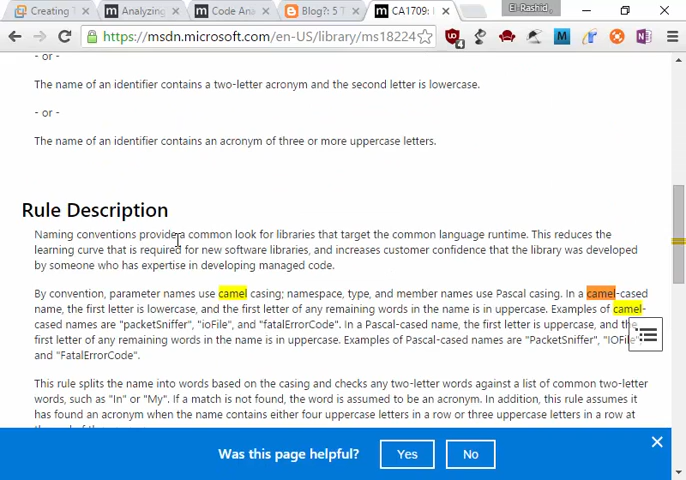 Creating T
Analyzing
Code Ana
Blog?: 5 T
CA1709: I
El Rashid
https://msdn.microsoft.com/en-US/library/ms18224
- or -
The name of an identifier contains a two-letter acronym and the second letter is lowercase.
- or -
The name of an identifier contains an acronym of three or more uppercase letters.
Rule Description
Naming conventions provide a common look for libraries that target the common language runtime. This reduces the
learning curve that is required for new software libraries, and increases customer confidence that the library was developed
by someone who has expertise in developing managed code.
By convention, parameter names use camel casing; namespace, type, and member names use Pascal casing. In a camel-cased
name, the first letter is lowercase, and the first letter of any remaining words in the name is in uppercase. Examples of camel-
cased names are "packetSniffer", "ioFile", and "fatalErrorCode". In a Pascal-cased name, the first letter is uppercase, and the
first letter of any remaining words in the name is in uppercase. Examples of Pascal-cased names are "PacketSniffer", "IOFile"
and "FatalErrorCode".
This rule splits the name into words based on the casing and checks any two-letter words against a list of common two-letter
words, such as "In" or "My". If a match is not found, the word is assumed to be an acronym. In addition, this rule assumes it
has found an acronym when the name contains either four uppercase letters in a row or three uppercase letters in a row at
Was this page helpful? Yes No